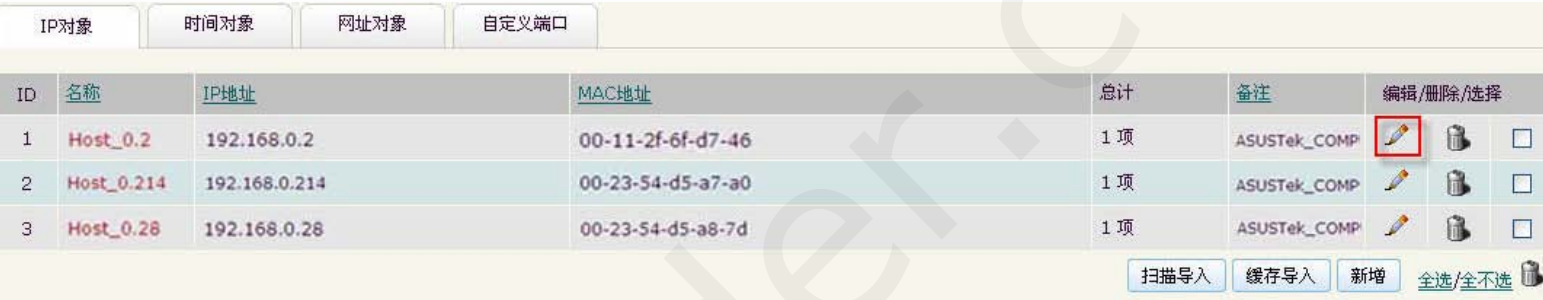 IP对象 时间对象 网址对象 自定义端口
ID 名称 IP地址 MAC地址 总计 备注 编辑/删除/选择
1 Host_0.2 192.168.0.2 00-11-2f-6f-d7-46 1 项 ASUSTek_COMP
2 Host_0.214 192.168.0.214 00-23-54-d5-a7-a0 1 项 ASUSTek_COMP
3 Host_0.28 192.168.0.28 00-23-54-d5-a8-7d 1 项 ASUSTek_COMP
扫描导入 缓存导入 新增 全选/全不选